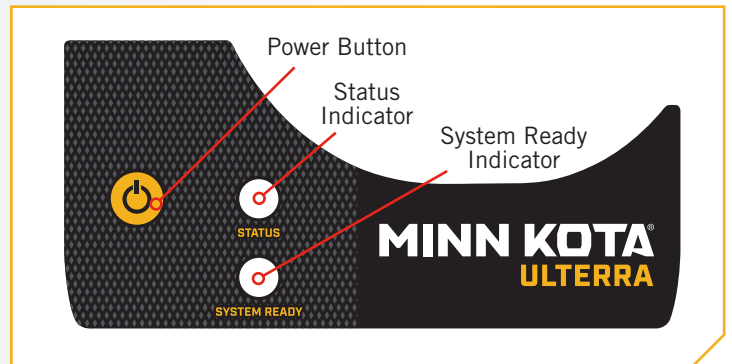 Power Button
Status
Indicator
System Ready
Indicator
STATUS
MINN KOTA®
ULTERRA
SYSTEM READY